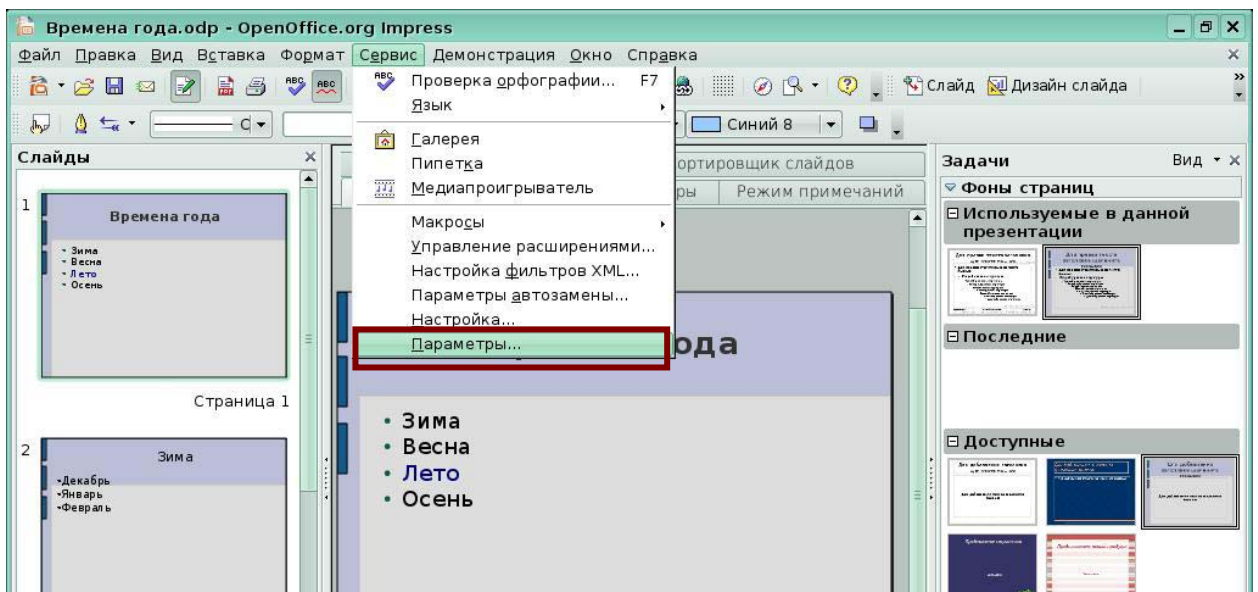 Времена года.odp - OpenOffice.org Impress
Файл Правка Вид Вставка Формат Сервис Демонстрация Окно Справка
ABC ABC
Слайд Дизайн слайда
Синий 8
ABC Проверка орфографии... F7
Язык
Галерея
Пипетка
Медиапроигрыватель
Макросы
Управление расширениями...
Настройка фильтров XML...
Параметры автозамены...
Настройка...
Параметры...
Слайды
1
Времена года
• Зима
• Весна
• Лето
• Осень
Страница 1
2
Зима
•Декабрь
•Январь
•Февраль
ортировщик слайдов
ры Режим примечаний
ода
• Зима
• Весна
• Лето
• Осень
Задачи Вид
Фоны страниц
Используемые в данной
презентации
Последние
Доступные